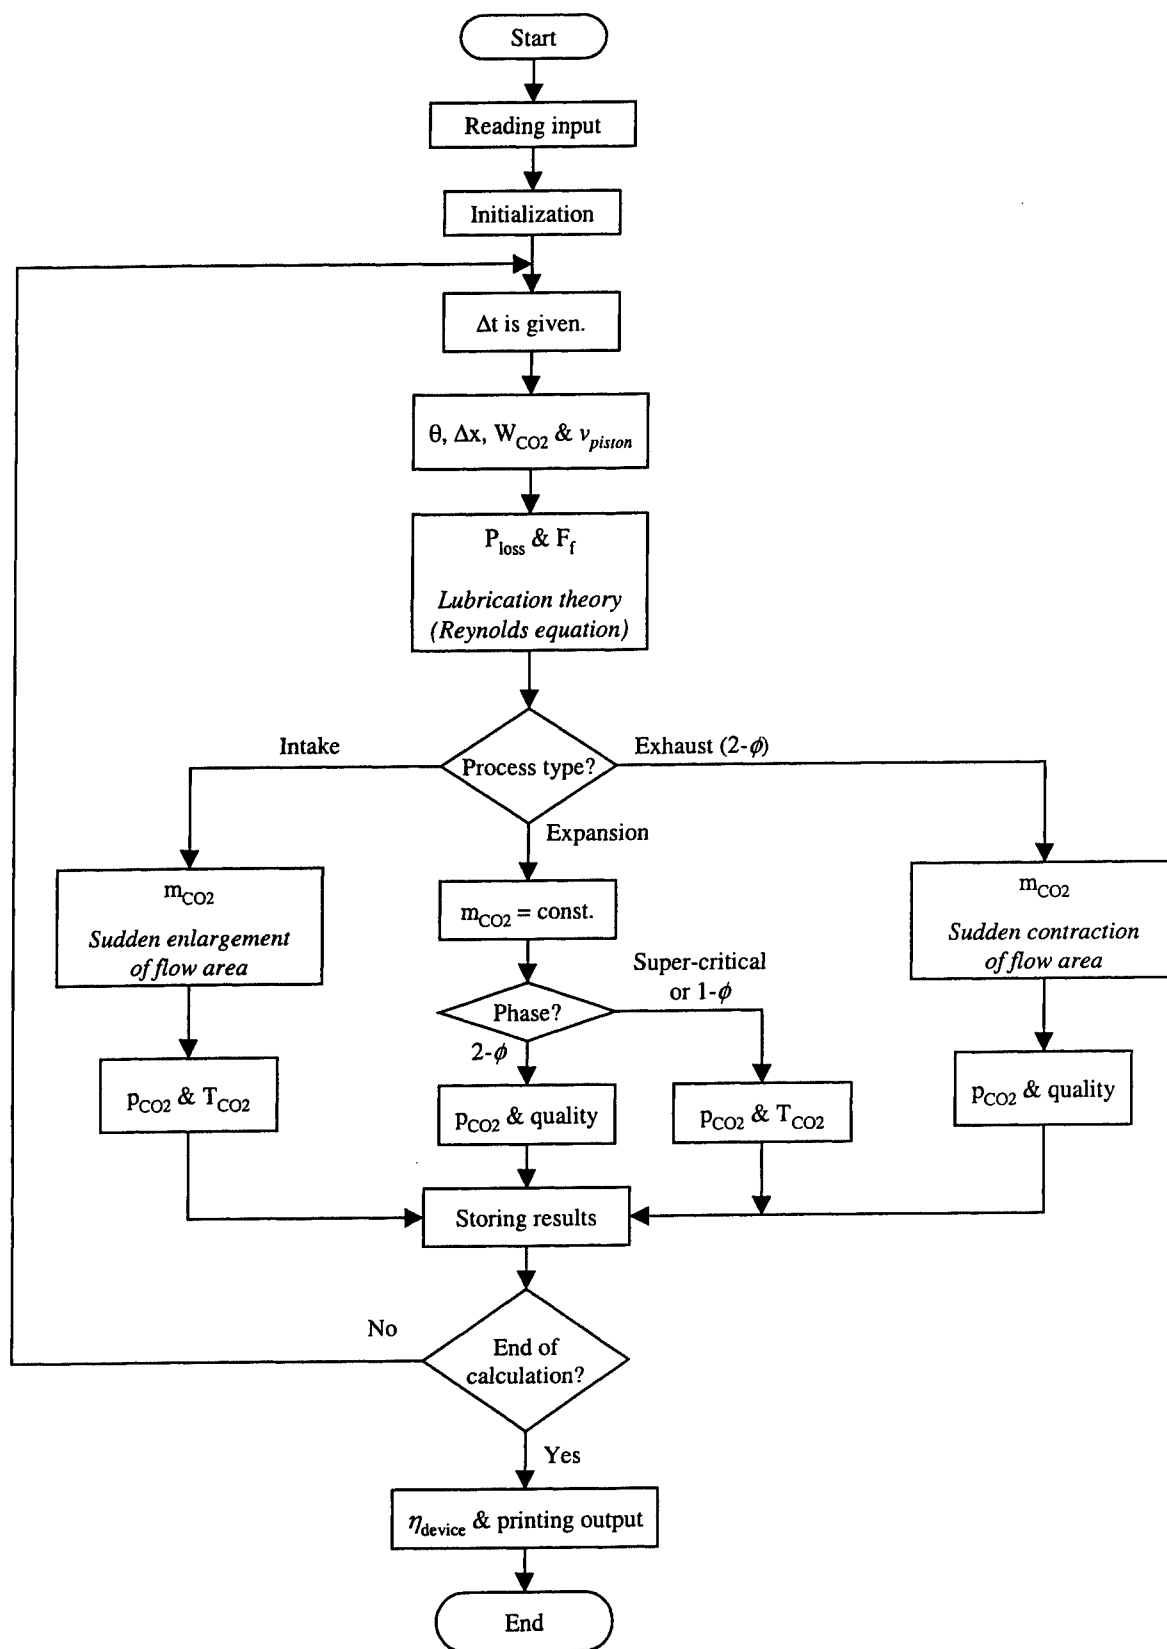 Start
Reading input
Initialization
Δt is given.
θ, Δx, W_CO2 & v_piston
P_loss & F_f
Lubrication theory
(Reynolds equation)
Intake
Process type?
Exhaust (2-ϕ)
Expansion
m_CO2
Sudden enlargement
of flow area
m_CO2 = const.
m_CO2
Sudden contraction
of flow area
Super-critical
or 1-ϕ
Phase?
2-ϕ
p_CO2 & T_CO2
p_CO2 & quality
p_CO2 & T_CO2
p_CO2 & quality
Storing results
No
End of
calculation?
Yes
η_device & printing output
End